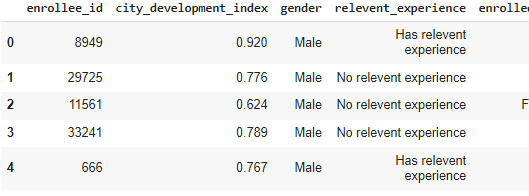 enrollee_id city_development_index gender relevent_experience enrolle
0 8949 0.920 Male Has relevent experience
1 29725 0.776 Male No relevent experience
2 11561 0.624 Male No relevent experience F
3 33241 0.789 Male No relevent experience
4 666 0.767 Male Has relevent experience